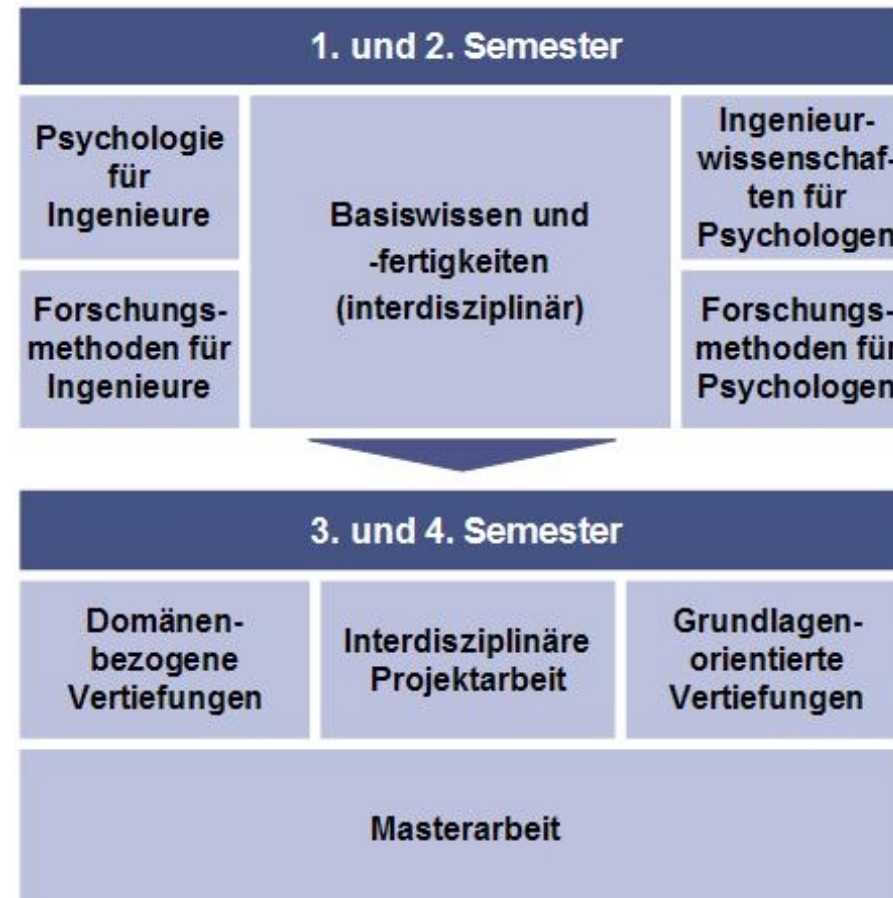 1. und 2. Semester
Psychologie
für
Ingenieure
Forschungs-
methoden für
Ingenieure
Basiswissen und
-fertigkeiten
(interdisziplinär)
Ingenieur-
wissenschaf-
ten für
Psychologen
Forschungs-
methoden für
Psychologen
3. und 4. Semester
Domänen-
bezogene
Vertiefungen
Interdisziplinäre
Projektarbeit
Grundlagen-
orientierte
Vertiefungen
Masterarbeit